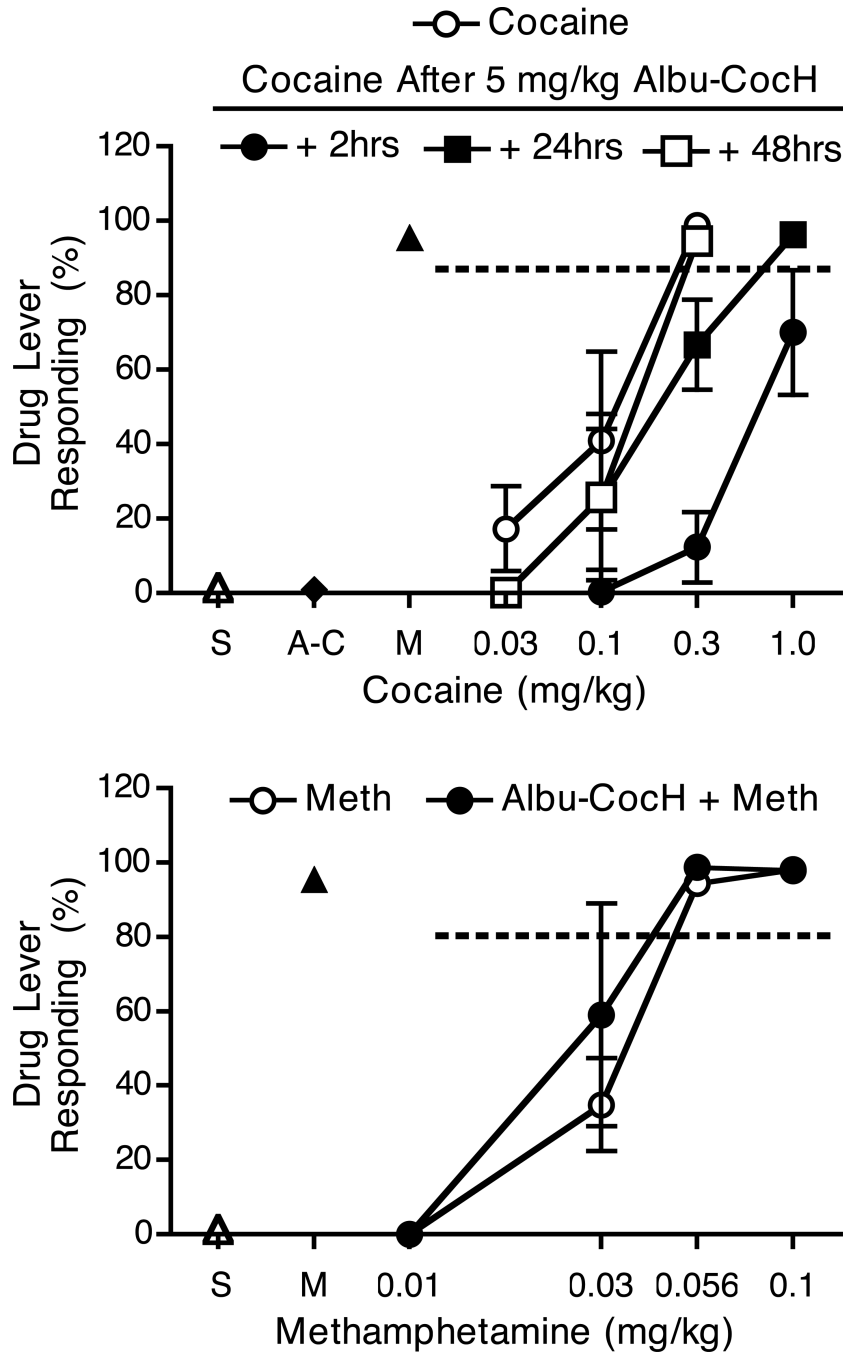 Cocaine
Cocaine After 5 mg/kg Albu-CocH
+ 2hrs + 24hrs + 48hrs
120
100
80
60
40
20
0
Drug Lever
Responding (%)
S A-C M 0.03 0.1 0.3 1.0
Cocaine (mg/kg)
Meth Albu-CocH + Meth
120
100
80
60
40
20
0
Drug Lever
Responding (%)
S M 0.01 0.03 0.056 0.1
Methamphetamine (mg/kg)